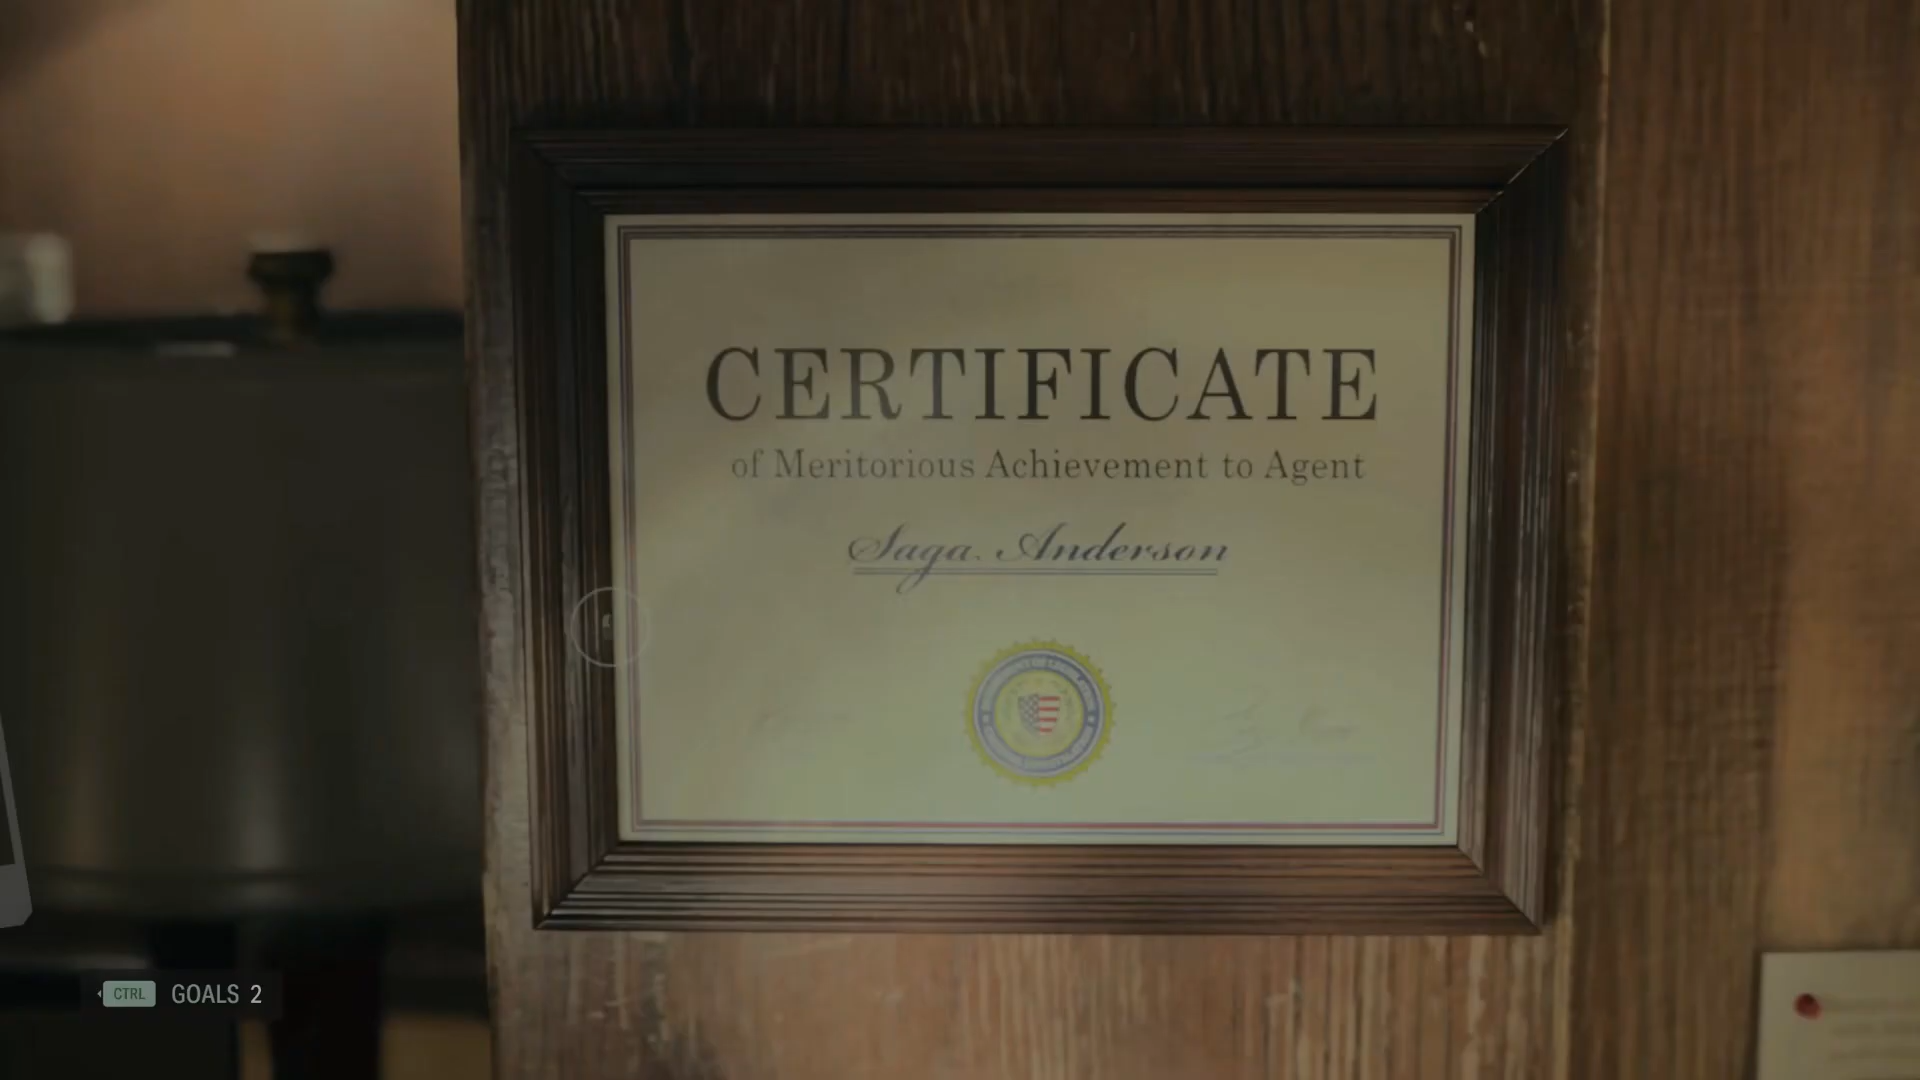 CERTIFICATE
of Meritorious Achievement to Agent
Saga Anderson
CTRL GOALS 2